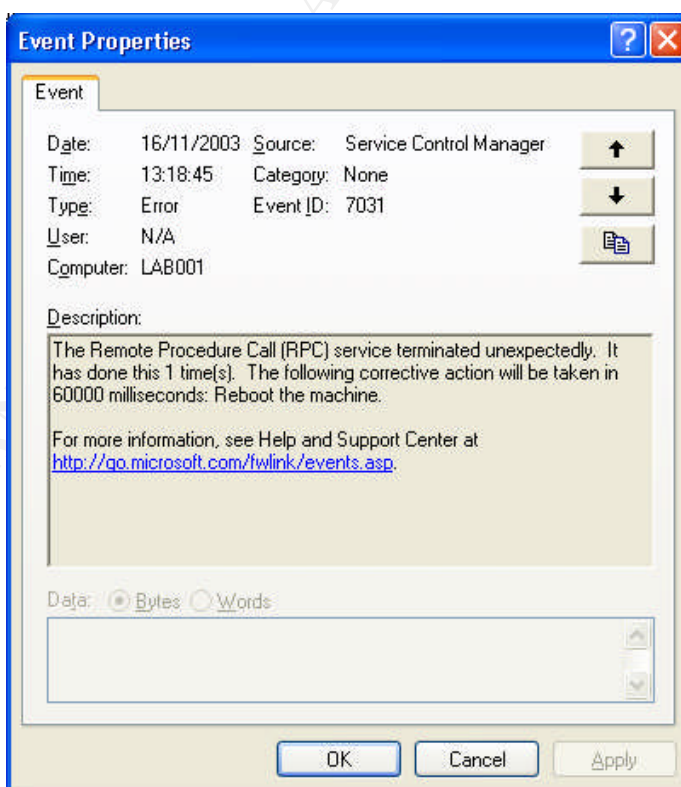 Event Properties
Event
Date: 16/11/2003 Source: Service Control Manager
Time: 13:18:45 Category: None
Type: Error Event ID: 7031
User: N/A
Computer: LAB001
Description:
The Remote Procedure Call (RPC) service terminated unexpectedly. It
has done this 1 time(s). The following corrective action will be taken in
60000 milliseconds: Reboot the machine.
For more information, see Help and Support Center at
http://go.microsoft.com/fwlink/events.asp.
Data: Bytes Words
OK Cancel Apply